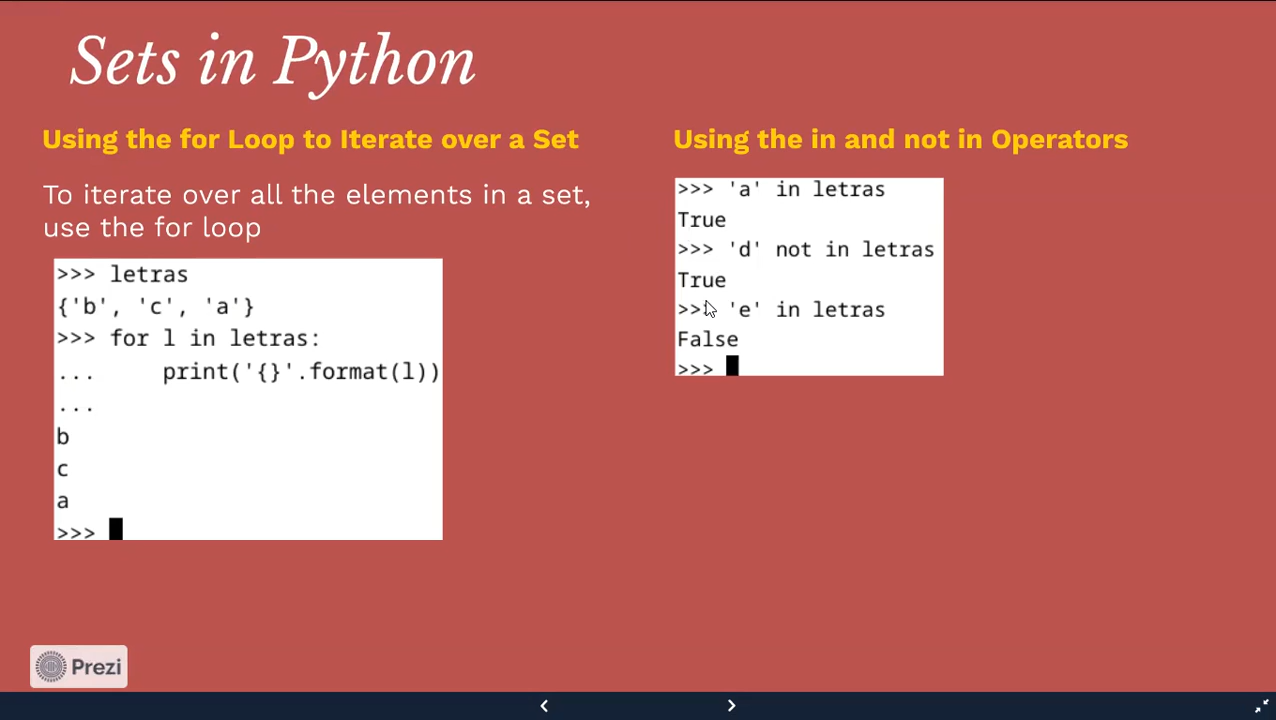 Sets in Python
Using the for Loop to Iterate over a Set
To iterate over all the elements in a set,
use the for loop
>>> letras
{'b', 'c', 'a'}
>>> for l in letras:
...     print('{}'.format(l))
...
b
c
a
>>>
Using the in and not in Operators
>>> 'a' in letras
True
>>> 'd' not in letras
True
>>> 'e' in letras
False
>>>
Prezi